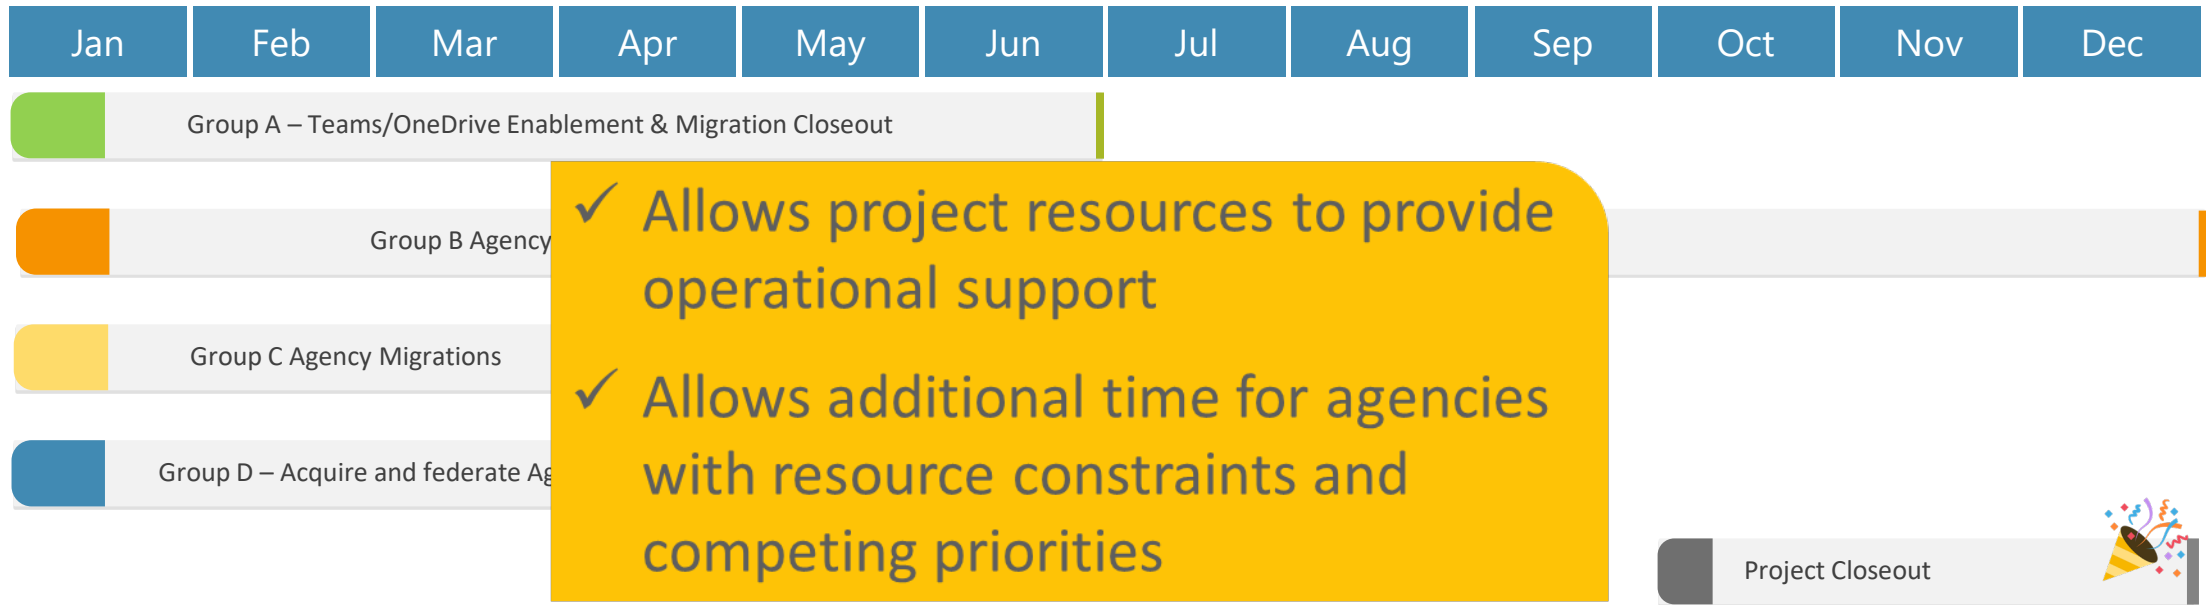 Jan Feb Mar Apr May Jun Jul Aug Sep Oct Nov Dec
Group A – Teams/OneDrive Enablement & Migration Closeout
Group B Agency
Group C Agency Migrations
Group D – Acquire and federate
✓ Allows project resources to provide
operational support
✓ Allows additional time for agencies
with resource constraints and
competing priorities
Project Closeout